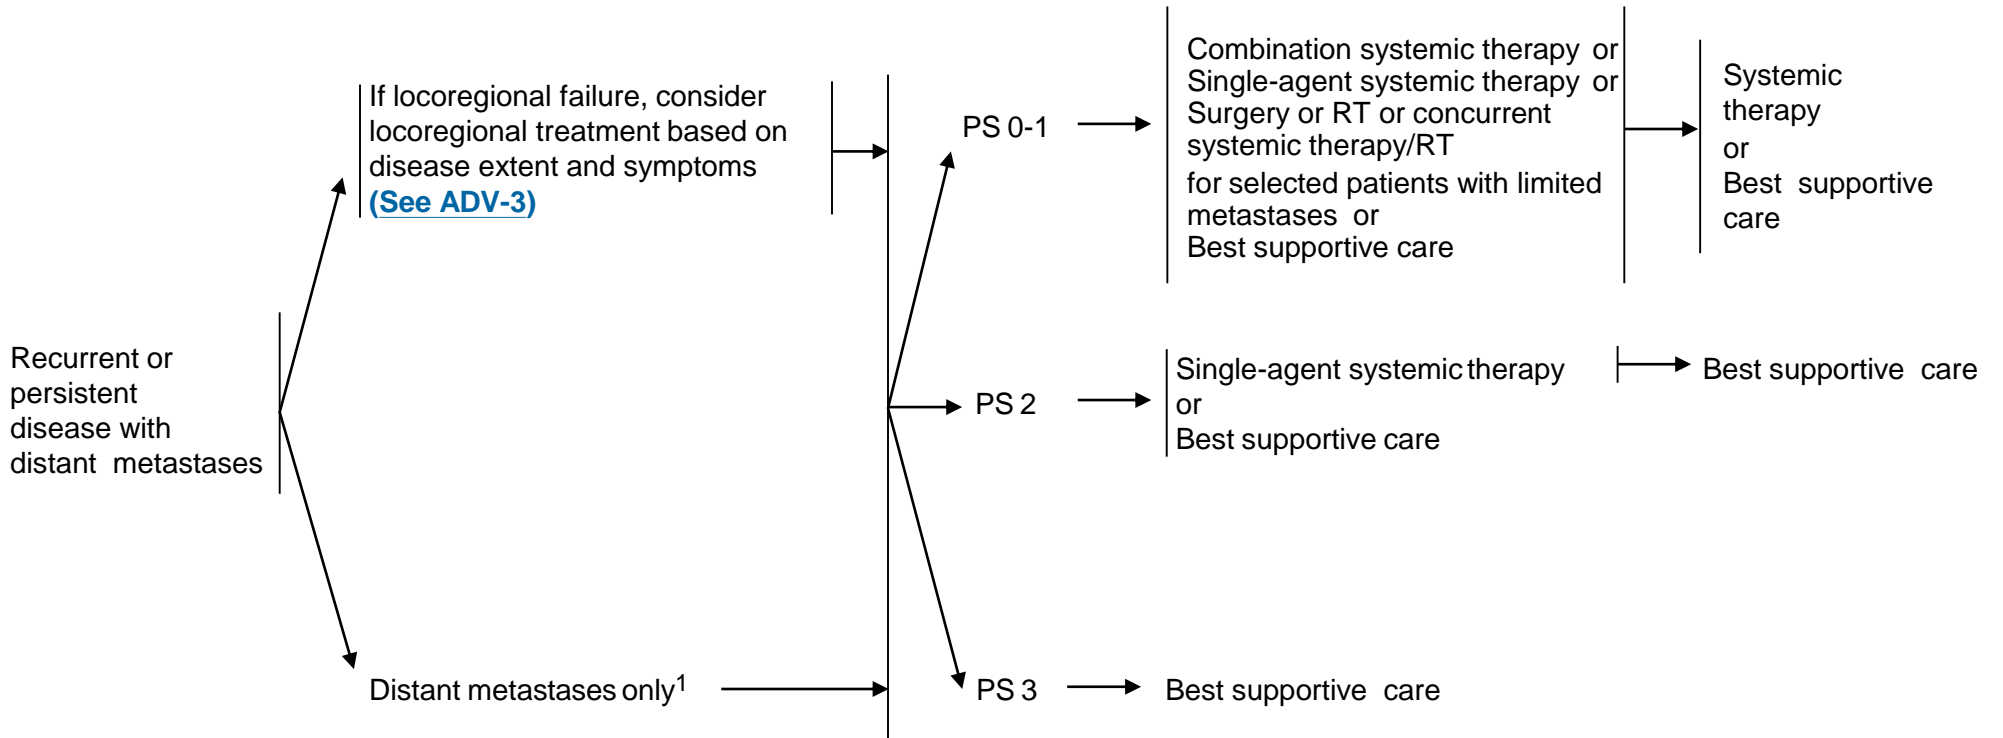 Recurrent or
persistent
disease with
distant metastases
If locoregional failure, consider
locoregional treatment based on
disease extent and symptoms
(See ADV-3)
Distant metastases only1
PS 0-1
Combination systemic therapy or
Single-agent systemic therapy or
Surgery or RT or concurrent
systemic therapy/RT
for selected patients with limited
metastases or
Best supportive care
Systemic
therapy
or
Best supportive
care
PS 2
Single-agent systemic therapy
or
Best supportive care
Best supportive care
PS 3
Best supportive care